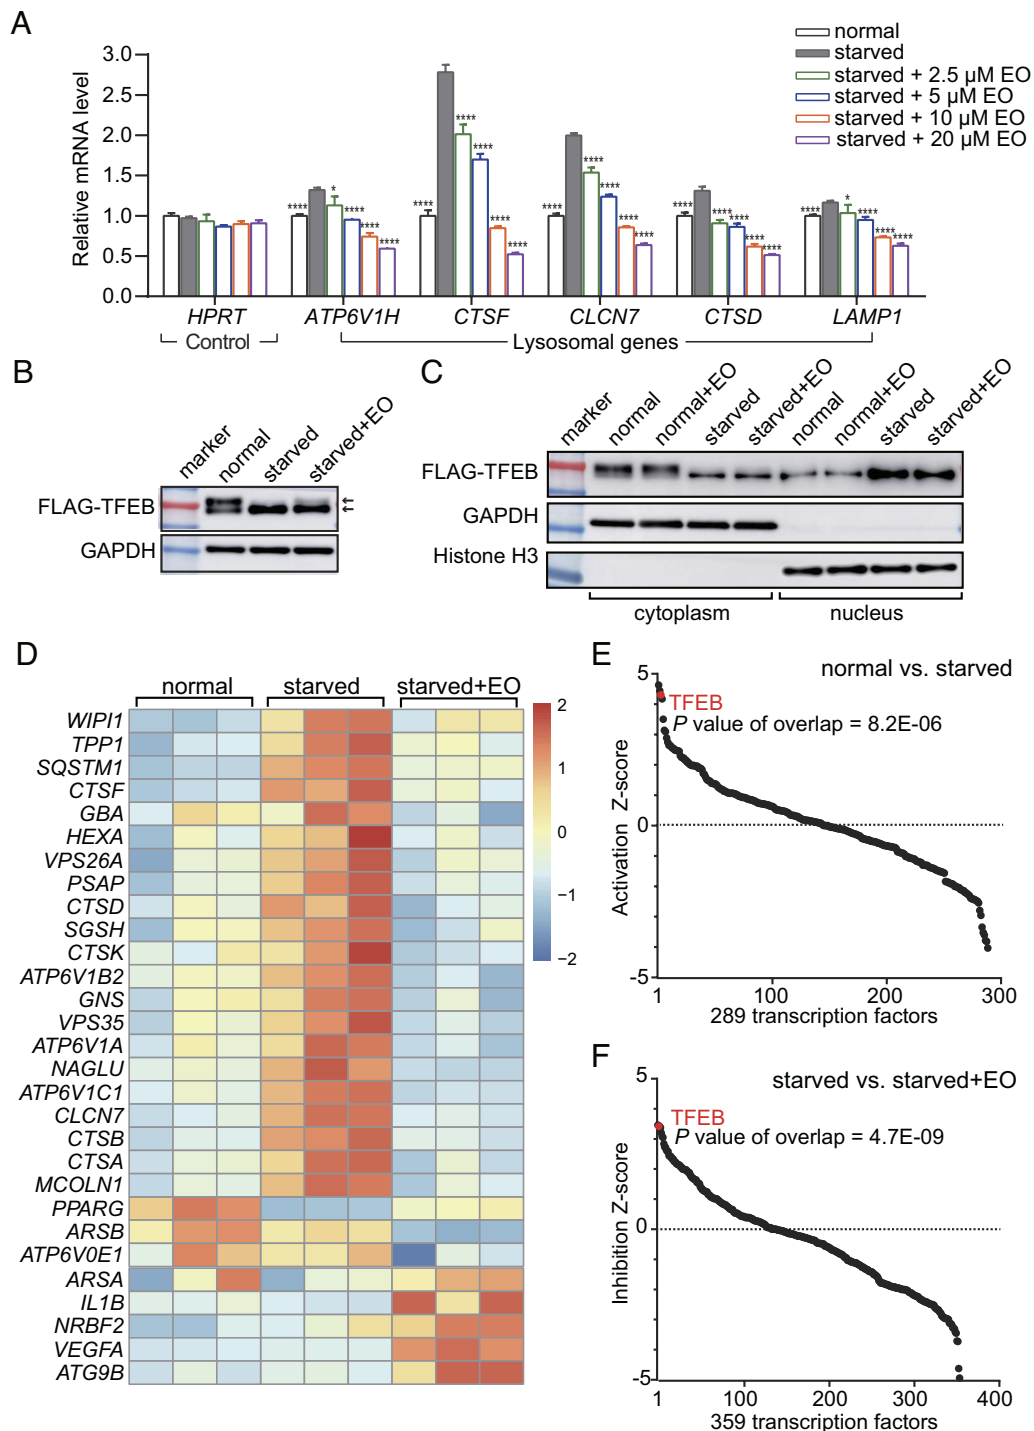 A
normal
starved
starved + 2.5 µM EO
starved + 5 µM EO
starved + 10 µM EO
starved + 20 µM EO
Relative mRNA level
3.0
2.5
2.0
1.5
1.0
0.5
0.0
**** * **** **** ****
**** **** **** **** ****
**** **** **** **** ****
**** **** **** **** ****
**** * **** **** ****
HPRT ATP6V1H CTSF CLCN7 CTSD LAMP1
Control Lysosomal genes
B
marker normal starved starved+EO
FLAG-TFEB
GAPDH
C
marker normal normal+EO starved starved+EO normal normal+EO starved starved+EO
FLAG-TFEB
GAPDH
Histone H3
cytoplasm nucleus
D
normal starved starved+EO
WIPI1
TPP1
SQSTM1
CTSF
GBA
HEXA
VPS26A
PSAP
CTSD
SGSH
CTSK
ATP6V1B2
GNS
VPS35
ATP6V1A
NAGLU
ATP6V1C1
CLCN7
CTSB
CTSA
MCOLN1
PPARG
ARSB
ATP6V0E1
ARSA
IL1B
NRBF2
VEGFA
ATG9B
2
1
0
−1
−2
E
normal vs. starved
TFEB
P value of overlap = 8.2E-06
Activation Z-score
5
0
-5
1 100 200 300
289 transcription factors
F
starved vs. starved+EO
TFEB
P value of overlap = 4.7E-09
Inhibition Z-score
5
0
-5
1 100 200 300 400
359 transcription factors